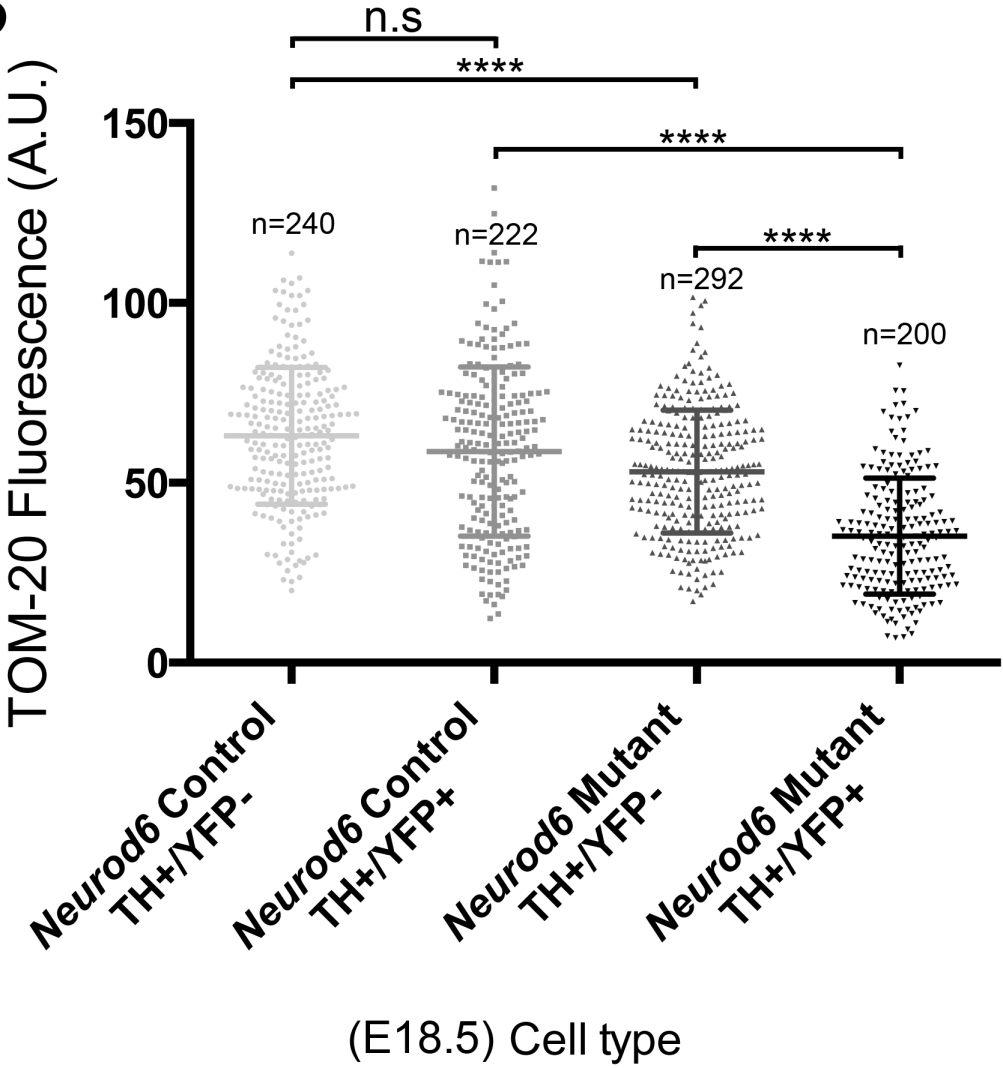 n.s
****
150
****
n=240
n=222
****
n=292
100
n=200
50
0
TOM-20 Fluorescence (A.U.)
Neurod6 Control
TH+/YFP-
Neurod6 Control
TH+/YFP+
Neurod6 Mutant
TH+/YFP-
Neurod6 Mutant
TH+/YFP+
(E18.5) Cell type